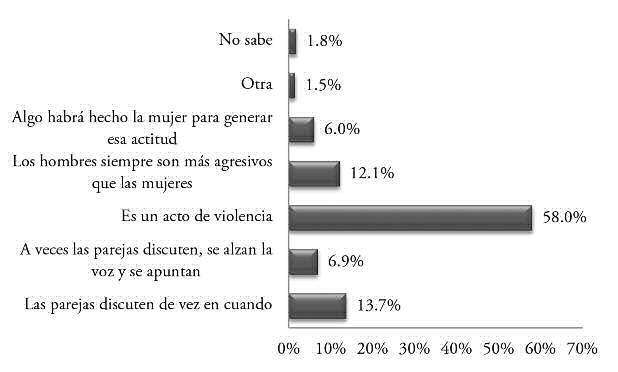 No sabe
1.8%
Otra
1.5%
Algo habrá hecho la mujer para generar
esa actitud
6.0%
Los hombres siempre son más agresivos
que las mujeres
12.1%
Es un acto de violencia
58.0%
A veces las parejas discuten, se alzan la
voz y se apuntan
6.9%
Las parejas discuten de vez en cuando
13.7%
0% 10% 20% 30% 40% 50% 60% 70%